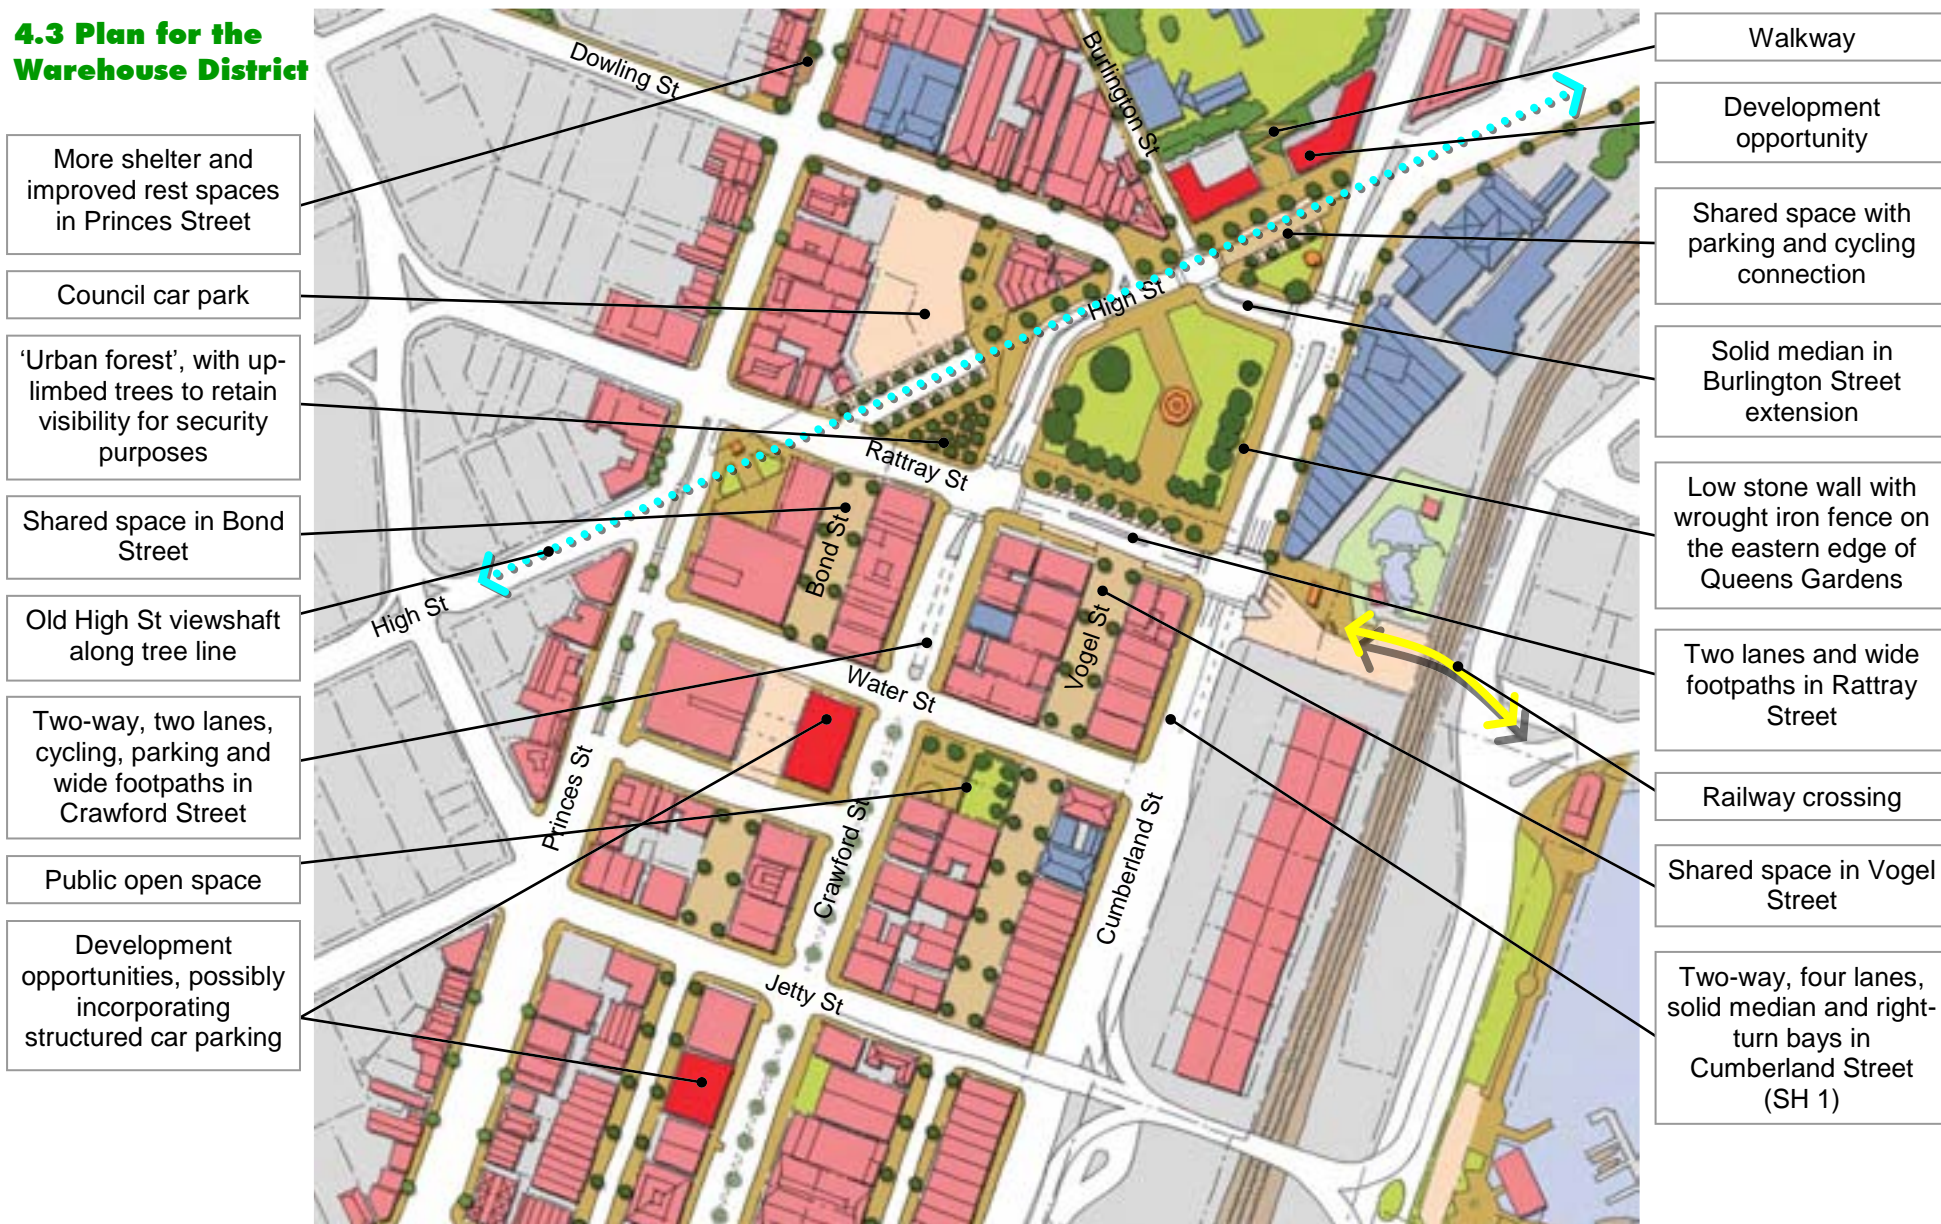 4.3 Plan for the
Warehouse District
More shelter and
improved rest spaces
in Princes Street
Council car park
‘Urban forest’, with up-
limbed trees to retain
visibility for security
purposes
Shared space in Bond
Street
Old High St viewshaft
along tree line
Two-way, two lanes,
cycling, parking and
wide footpaths in
Crawford Street
Public open space
Development
opportunities, possibly
incorporating
structured car parking
Dowling St
Burlington St
High St
Rattray St
Bond St
High St
Vogel St
Water St
Princes St
Crawford St
Cumberland St
Jetty St
Walkway
Development
opportunity
Shared space with
parking and cycling
connection
Solid median in
Burlington Street
extension
Low stone wall with
wrought iron fence on
the eastern edge of
Queens Gardens
Two lanes and wide
footpaths in Rattray
Street
Railway crossing
Shared space in Vogel
Street
Two-way, four lanes,
solid median and right-
turn bays in
Cumberland Street
(SH 1)